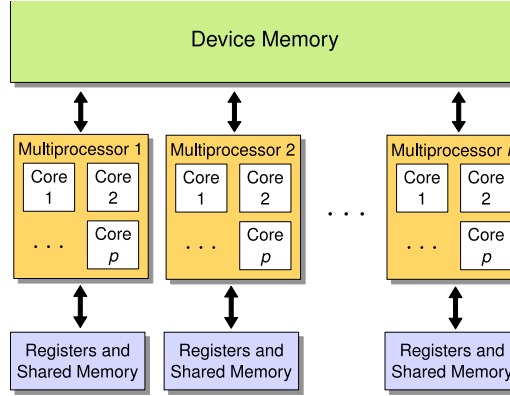 Device Memory
Multiprocessor 1
Core 1
Core 2
. . .
Core p
Multiprocessor 2
Core 1
Core 2
. . .
Core p
. . .
Multiprocessor
Core 1
Core 2
. . .
Core p
Registers and
Shared Memory
Registers and
Shared Memory
Registers and
Shared Memory